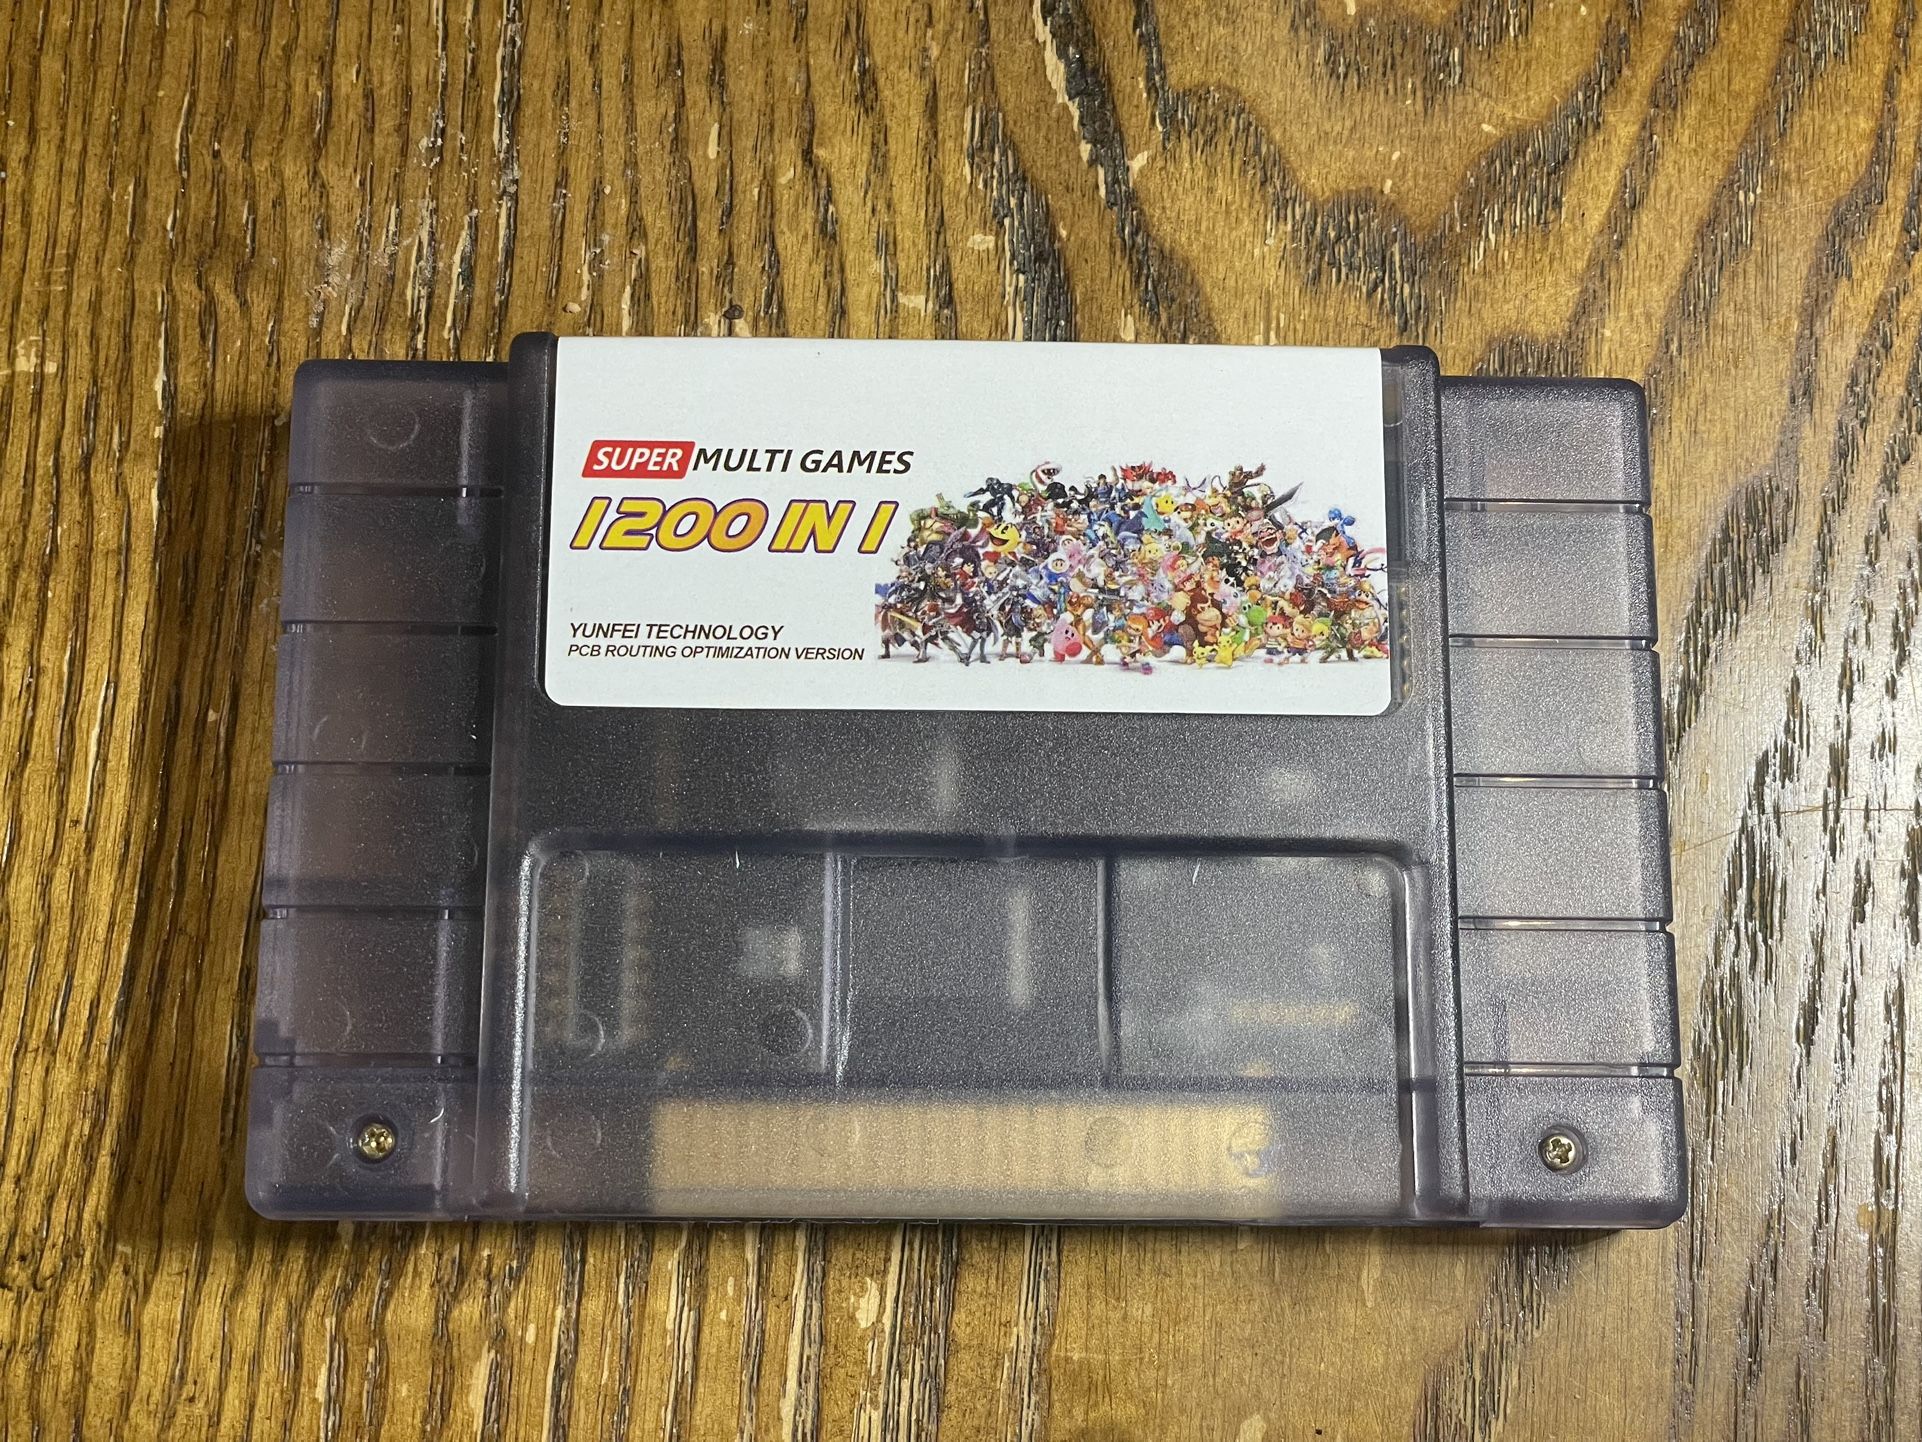 SUPER MULTI GAMES
1200 IN 1
YUNFEI TECHNOLOGY
PCB ROUTING OPTIMIZATION VERSION